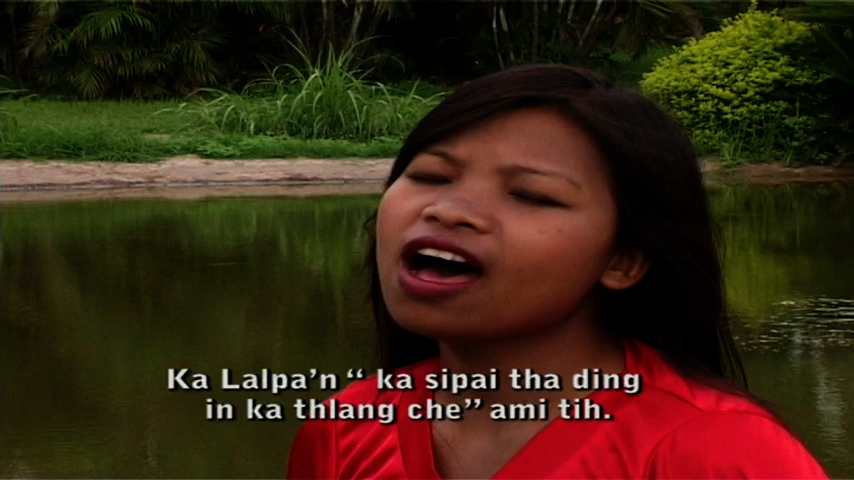 Ka Lalpa’n “ ka sipai tha ding
in ka thlang che” ami tih.